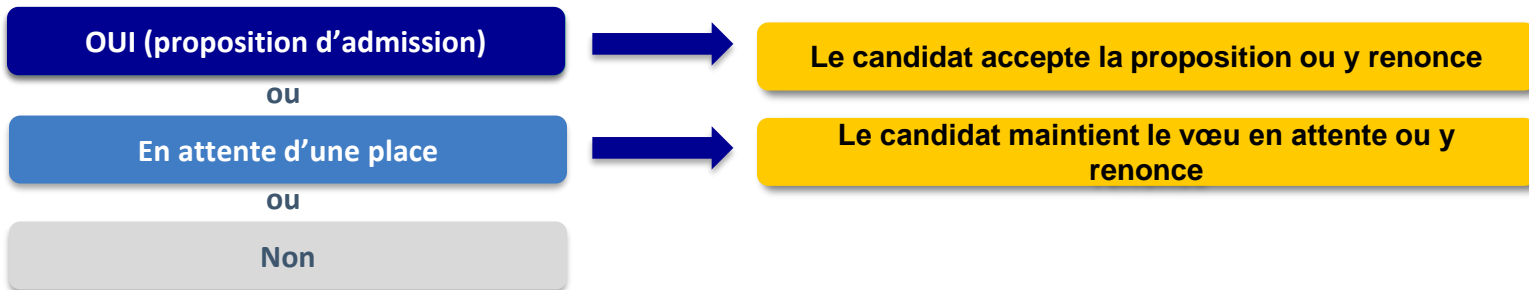 OUI (proposition d’admission)
Le candidat accepte la proposition ou y renonce
ou
En attente d’une place
Le candidat maintient le vœu en attente ou y
renonce
ou
Non